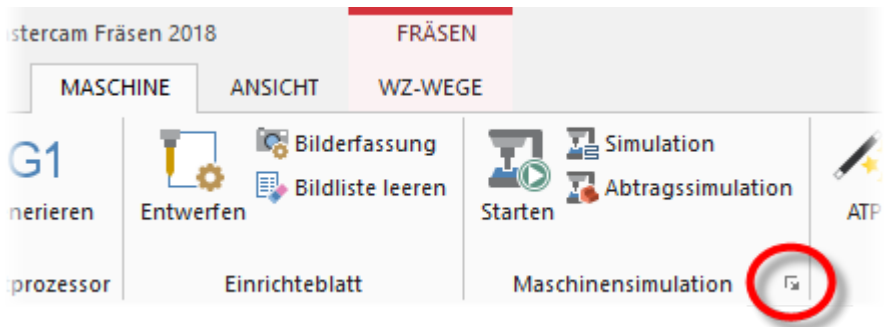 stercam Fräsen 2018 FRÄSEN
MASCHINE ANSICHT WZ-WEGE
G1 Bilderfassung Simulation
Bildliste leeren Abtragssimulation
nerieren Entwerfen Starten ATP
tprozessor Einrichteblatt Maschinensimulation